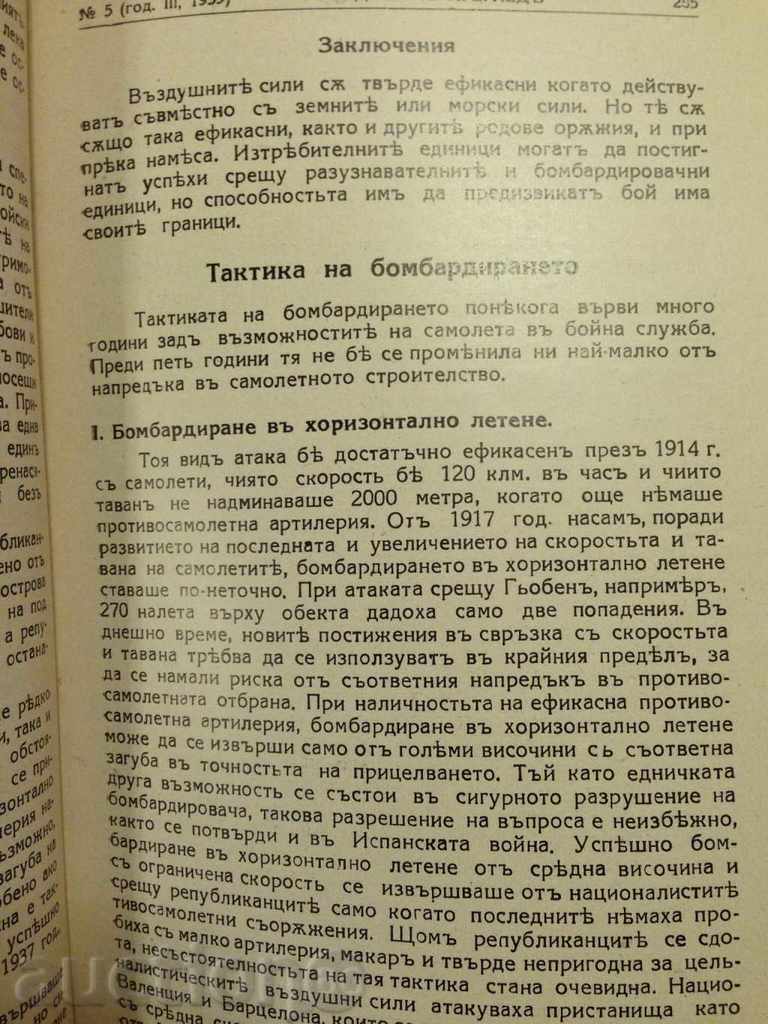 № 5 (год. III, 1939) 255
Заключения
Въздушнитѣ сили сѫ твърде ефикасни когато действу-
ватъ съвмѣстно съ земнитѣ или морски сили. Но тѣ сѫ
сѫщо така ефикасни, както и другитѣ родове орѫжия, и при
прѣка намѣса. Изтрѣбителнитѣ единици могатъ да постиг-
натъ успѣхи срещу разузнавателнитѣ и бомбардировачни
единици, но способностьта имъ да предизвикатъ бой има
своитѣ граници.
Тактика на бомбардирането
Тактиката на бомбардирането понѣкога върви много
години задъ възможноститѣ на самолета въ бойна служба.
Преди петь години тя не бѣ се промѣнила ни най-малко отъ
напредъка въ самолетното строителство.
I. Бомбардиране въ хоризонтално летене.
Тоя видъ атака бѣ достатъчно ефикасенъ презъ 1914 г.
съ самолети, чиято скорость бѣ 120 клм. въ часъ и чиито
таванъ не надминаваше 2000 метра, когато още нѣмаше
противосамолетна артилерия. Отъ 1917 год. насамъ, поради
развитието на последната и увеличението на скоростьта и та-
вана на самолетитѣ, бомбардирането въ хоризонтално летене
ставаше по-неточно. При атаката срещу Гьобенъ, напримѣръ,
270 налета върху обекта дадоха само две попадения. Въ
днешно време, новитѣ постижения въ свръзка съ скоростьта
и тавана трѣбва да се използуватъ въ крайния предѣлъ, за
да се намали риска отъ съответния напредъкъ въ противо-
самолетната отбрана. При наличностьта на ефикасна противо-
самолетна артилерия, бомбардиране въ хоризонтално летене
може да се извърши само отъ голѣми височини съ съответна
загуба въ точностьта на прицелването. Тъй като едничката
друга възможность се състои въ сигурното разрушение на
бомбардировача, такова разрешение на въпроса е неизбѣжно,
както се потвърди и въ Испанската война. Успѣшно бом-
бардиране въ хоризонтално летене отъ срѣдна височина и
съ ограничена скорость се извършваше отъ националиститѣ
срещу републиканцитѣ само когато последнитѣ нѣмаха про-
тивосамолетни съорѫжения. Щомъ републиканцитѣ се сдо-
биха съ малко артилерия, макаръ и твърде непригодна за цель-
та, несъстоятелностьта на тая тактика стана очевидна. Нацио-
налистическитѣ въздушни сили атакуваха пристанища като
Валенция и Барцелона, които
съ срѣдна